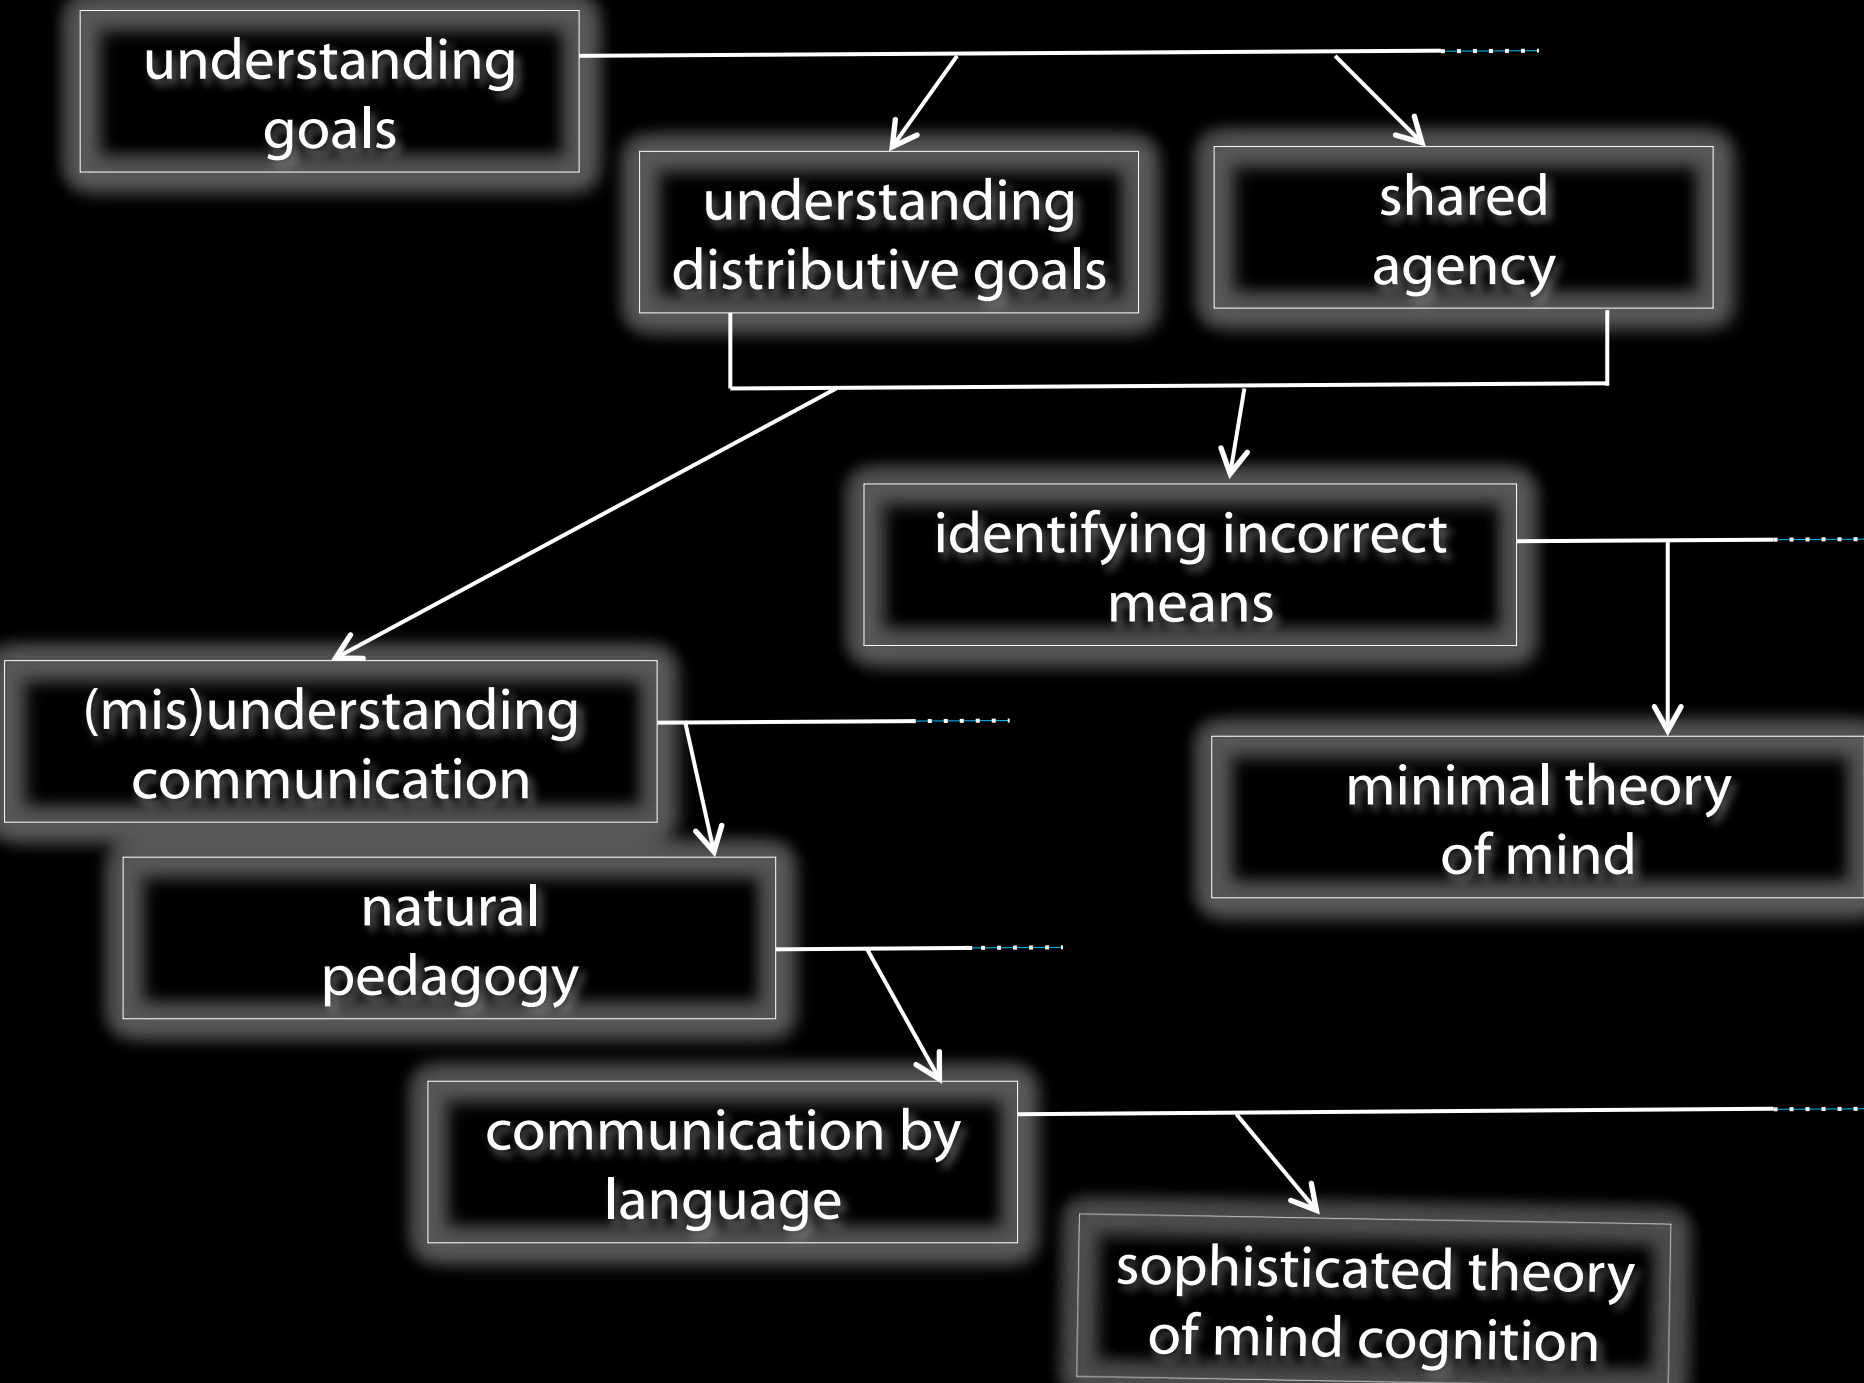 understanding
goals
understanding
distributive goals
shared
agency
identifying incorrect
means
(mis)understanding
communication
minimal theory
of mind
natural
pedagogy
communication by
language
sophisticated theory
of mind cognition